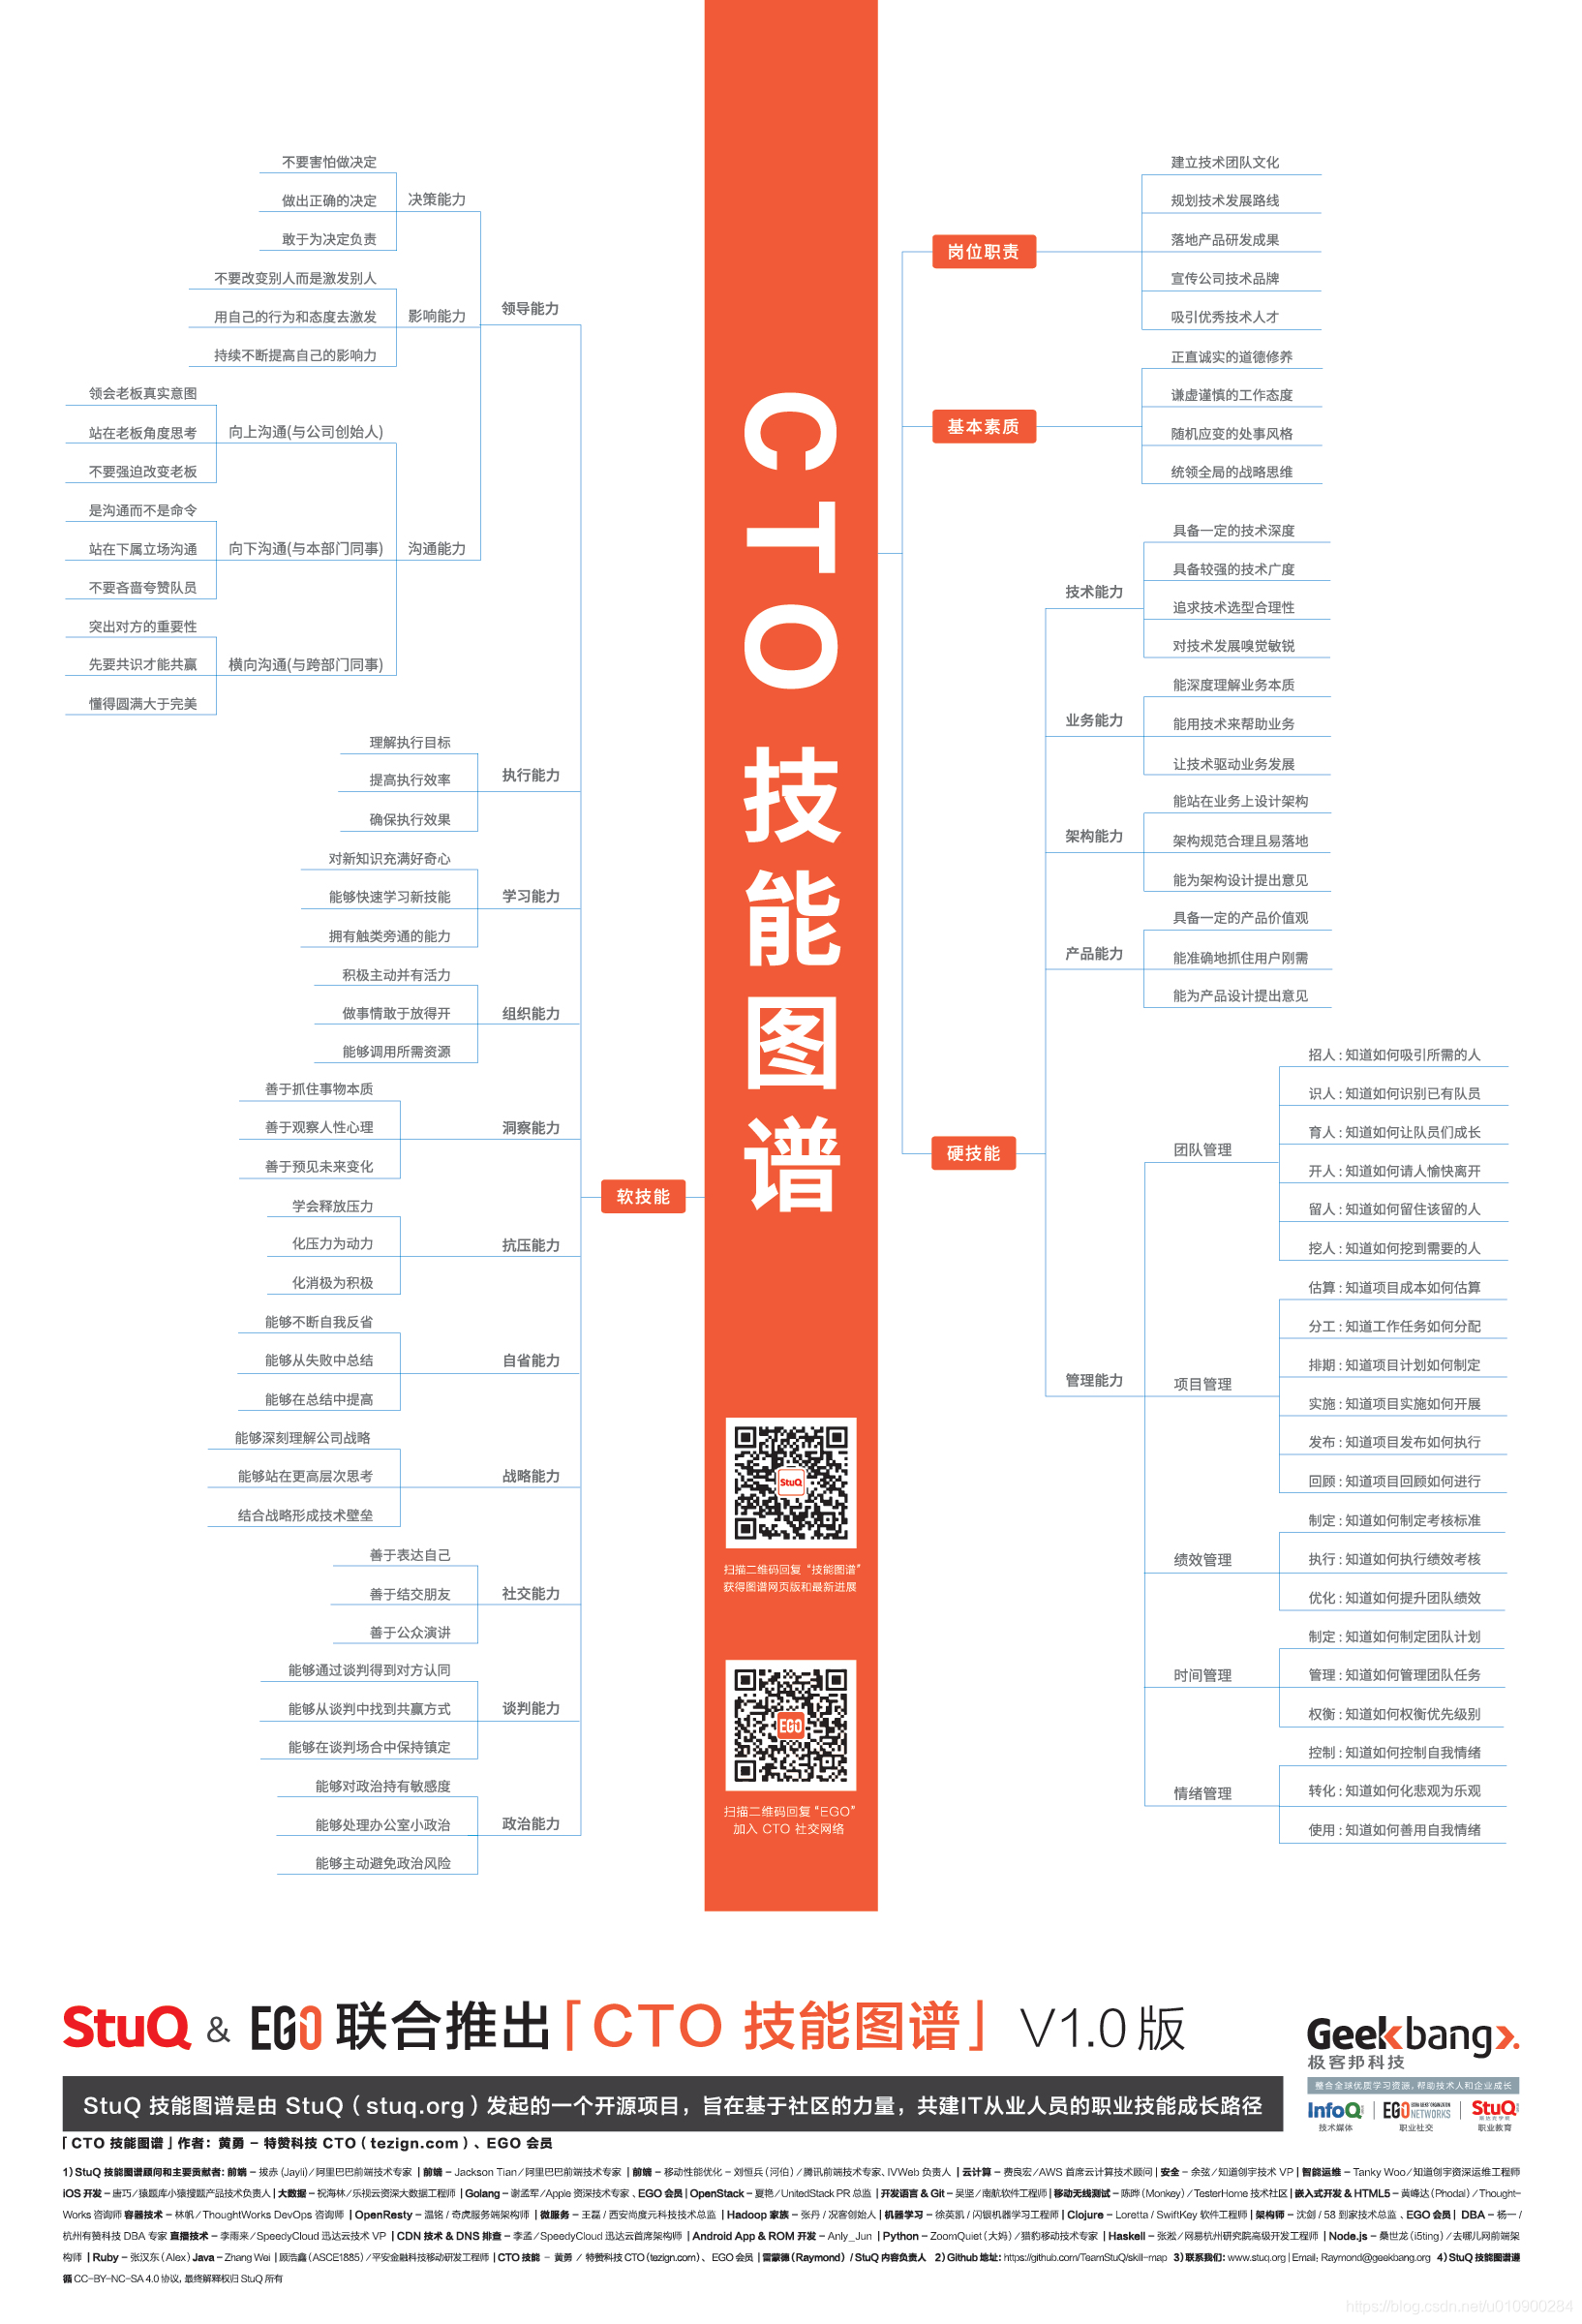 CTO 技能图谱
岗位职责
建立技术团队文化
规划技术发展路线
落地产品研发成果
宣传公司技术品牌
吸引优秀技术人才
基本素质
正直诚实的道德修养
谦虚谨慎的工作态度
随机应变的处事风格
统领全局的战略思维
硬技能
技术能力
具备一定的技术深度
具备较强的技术广度
追求技术选型合理性
对技术发展嗅觉敏锐
业务能力
能深度理解业务本质
能用技术来帮助业务
让技术驱动业务发展
架构能力
能站在业务上设计架构
架构规范合理且易落地
能为架构设计提出意见
产品能力
具备一定的产品价值观
能准确地抓住用户刚需
能为产品设计提出意见
管理能力
团队管理
招人 : 知道如何吸引所需的人
识人 : 知道如何识别已有队员
育人 : 知道如何让队员们成长
开人 : 知道如何请人愉快离开
留人 : 知道如何留住该留的人
挖人 : 知道如何挖到需要的人
项目管理
估算 : 知道项目成本如何估算
分工 : 知道工作任务如何分配
排期 : 知道项目计划如何制定
实施 : 知道项目实施如何开展
发布 : 知道项目发布如何执行
回顾 : 知道项目回顾如何进行
绩效管理
制定 : 知道如何制定考核标准
执行 : 知道如何执行绩效考核
优化 : 知道如何提升团队绩效
时间管理
制定 : 知道如何制定团队计划
管理 : 知道如何管理团队任务
权衡 : 知道如何权衡优先级别
情绪管理
控制 : 知道如何控制自我情绪
转化 : 知道如何化悲观为乐观
使用 : 知道如何善用自我情绪
软技能
领导能力
决策能力
不要害怕做决定
做出正确的决定
敢于为决定负责
影响能力
不要改变别人而是激发别人
用自己的行为和态度去激发
持续不断提高自己的影响力
沟通能力
向上沟通(与公司创始人)
领会老板真实意图
站在老板角度思考
不要强迫改变老板
向下沟通(与本部门同事)
是沟通而不是命令
站在下属立场沟通
不要吝啬夸赞队员
横向沟通(与跨部门同事)
突出对方的重要性
先要共识才能共赢
懂得圆满大于完美
执行能力
理解执行目标
提高执行效率
确保执行效果
学习能力
对新知识充满好奇心
能够快速学习新技能
拥有触类旁通的能力
组织能力
积极主动并有活力
做事情敢于放得开
能够调用所需资源
洞察能力
善于抓住事物本质
善于观察人性心理
善于预见未来变化
抗压能力
学会释放压力
化压力为动力
化消极为积极
自省能力
能够不断自我反省
能够从失败中总结
能够在总结中提高
战略能力
能够深刻理解公司战略
能够站在更高层次思考
结合战略形成技术壁垒
社交能力
善于表达自己
善于结交朋友
善于公众演讲
谈判能力
能够通过谈判得到对方认同
能够从谈判中找到共赢方式
能够在谈判场合中保持镇定
政治能力
能够对政治持有敏感度
能够处理办公室小政治
能够主动避免政治风险
StuQ
扫描二维码回复 “技能图谱”
获得图谱网页版和最新进展
EGO
扫描二维码回复 “EGO”
加入 CTO 社交网络
StuQ & EGO 联合推出「CTO 技能图谱」 V1.0 版
StuQ 技能图谱是由 StuQ ( stuq.org ) 发起的一个开源项目，旨在基于社区的力量，共建IT从业人员的职业技能成长路径
「 CTO 技能图谱 」作者：黄勇 – 特赞科技 CTO ( tezign.com ) 、EGO 会员
Geekbang
极客邦科技
整合全球优质学习资源，帮助技术人和企业成长
InfoQ EGO NETWORKS StuQ
技术媒体 职业社交 职业教育
1) StuQ 技能图谱顾问和主要贡献者: 前端 – 拔赤 (Jayli) / 阿里巴巴前端技术专家 | 前端 – Jackson Tian / 阿里巴巴前端技术专家 | 前端 – 移动性能优化 – 刘恒兵 (河伯) / 腾讯前端技术专家、IVWeb 负责人 | 云计算 – 费良宏 / AWS 首席云计算技术顾问 | 安全 – 余弦 / 知道创宇技术 VP | 智能运维 – Tanky Woo / 知道创宇资深运维工程师
iOS 开发 – 唐巧 / 猿题库小猿搜题产品技术负责人 | 大数据 – 祝海林 / 乐视云资深大数据工程师 | Golang – 谢孟军 / Apple 资深技术专家 、EGO 会员 | OpenStack – 夏艳 / UnitedStack PR 总监 | 开发语言 & Git – 吴坚 / 南航软件工程师 | 移动无线测试 – 陈晔 (Monkey) / TesterHome 技术社区 | 嵌入式开发 & HTML5 – 黄峰达 (Phodal) / Thought–
Works 咨询师 容器技术 – 林帆 / ThoughtWorks DevOps 咨询师 | OpenResty – 温铭 / 奇虎服务端架构师 | 微服务 – 王磊 / 西安尚度元科技技术总监 | Hadoop 家族 – 张丹 / 况客创始人 | 机器学习 – 徐英凯 / 闪银机器学习工程师 | Clojure – Loretta / SwiftKey 软件工程师 | 架构师 – 沈剑 / 58 到家技术总监 、EGO 会员 | DBA – 杨一 /
杭州有赞科技 DBA 专家 直播技术 – 李雨来 / SpeedyCloud 迅达云技术 VP | CDN 技术 & DNS 排查 – 李孟 / SpeedyCloud 迅达云首席架构师 | Android App & ROM 开发 – Anly_Jun | Python – ZoomQuiet (大妈) / 猎豹移动技术专家 | Haskell – 张淞 / 网易杭州研究院高级开发工程师 | Node.js – 桑世龙 (i5ting) / 去哪儿网前端架
构师 | Ruby – 张汉东 (Alex) Java – Zhang Wei | 顾浩鑫 (ASCE1885) / 平安金融科技移动研发工程师 | CTO 技能 – 黄勇 / 特赞科技 CTO (tezign.com) 、EGO 会员 | 雷蒙德 (Raymond) / StuQ 内容负责人 2) Github 地址: https://github.com/TeamStuQ/skill-map 3) 联系我们: www.stuq.org | Email: Raymond@geekbang.org 4) StuQ 技能图谱遵
循 CC-BY-NC-SA 4.0 协议, 最终解释权归 StuQ 所有
https://blog.csdn.net/u010900284